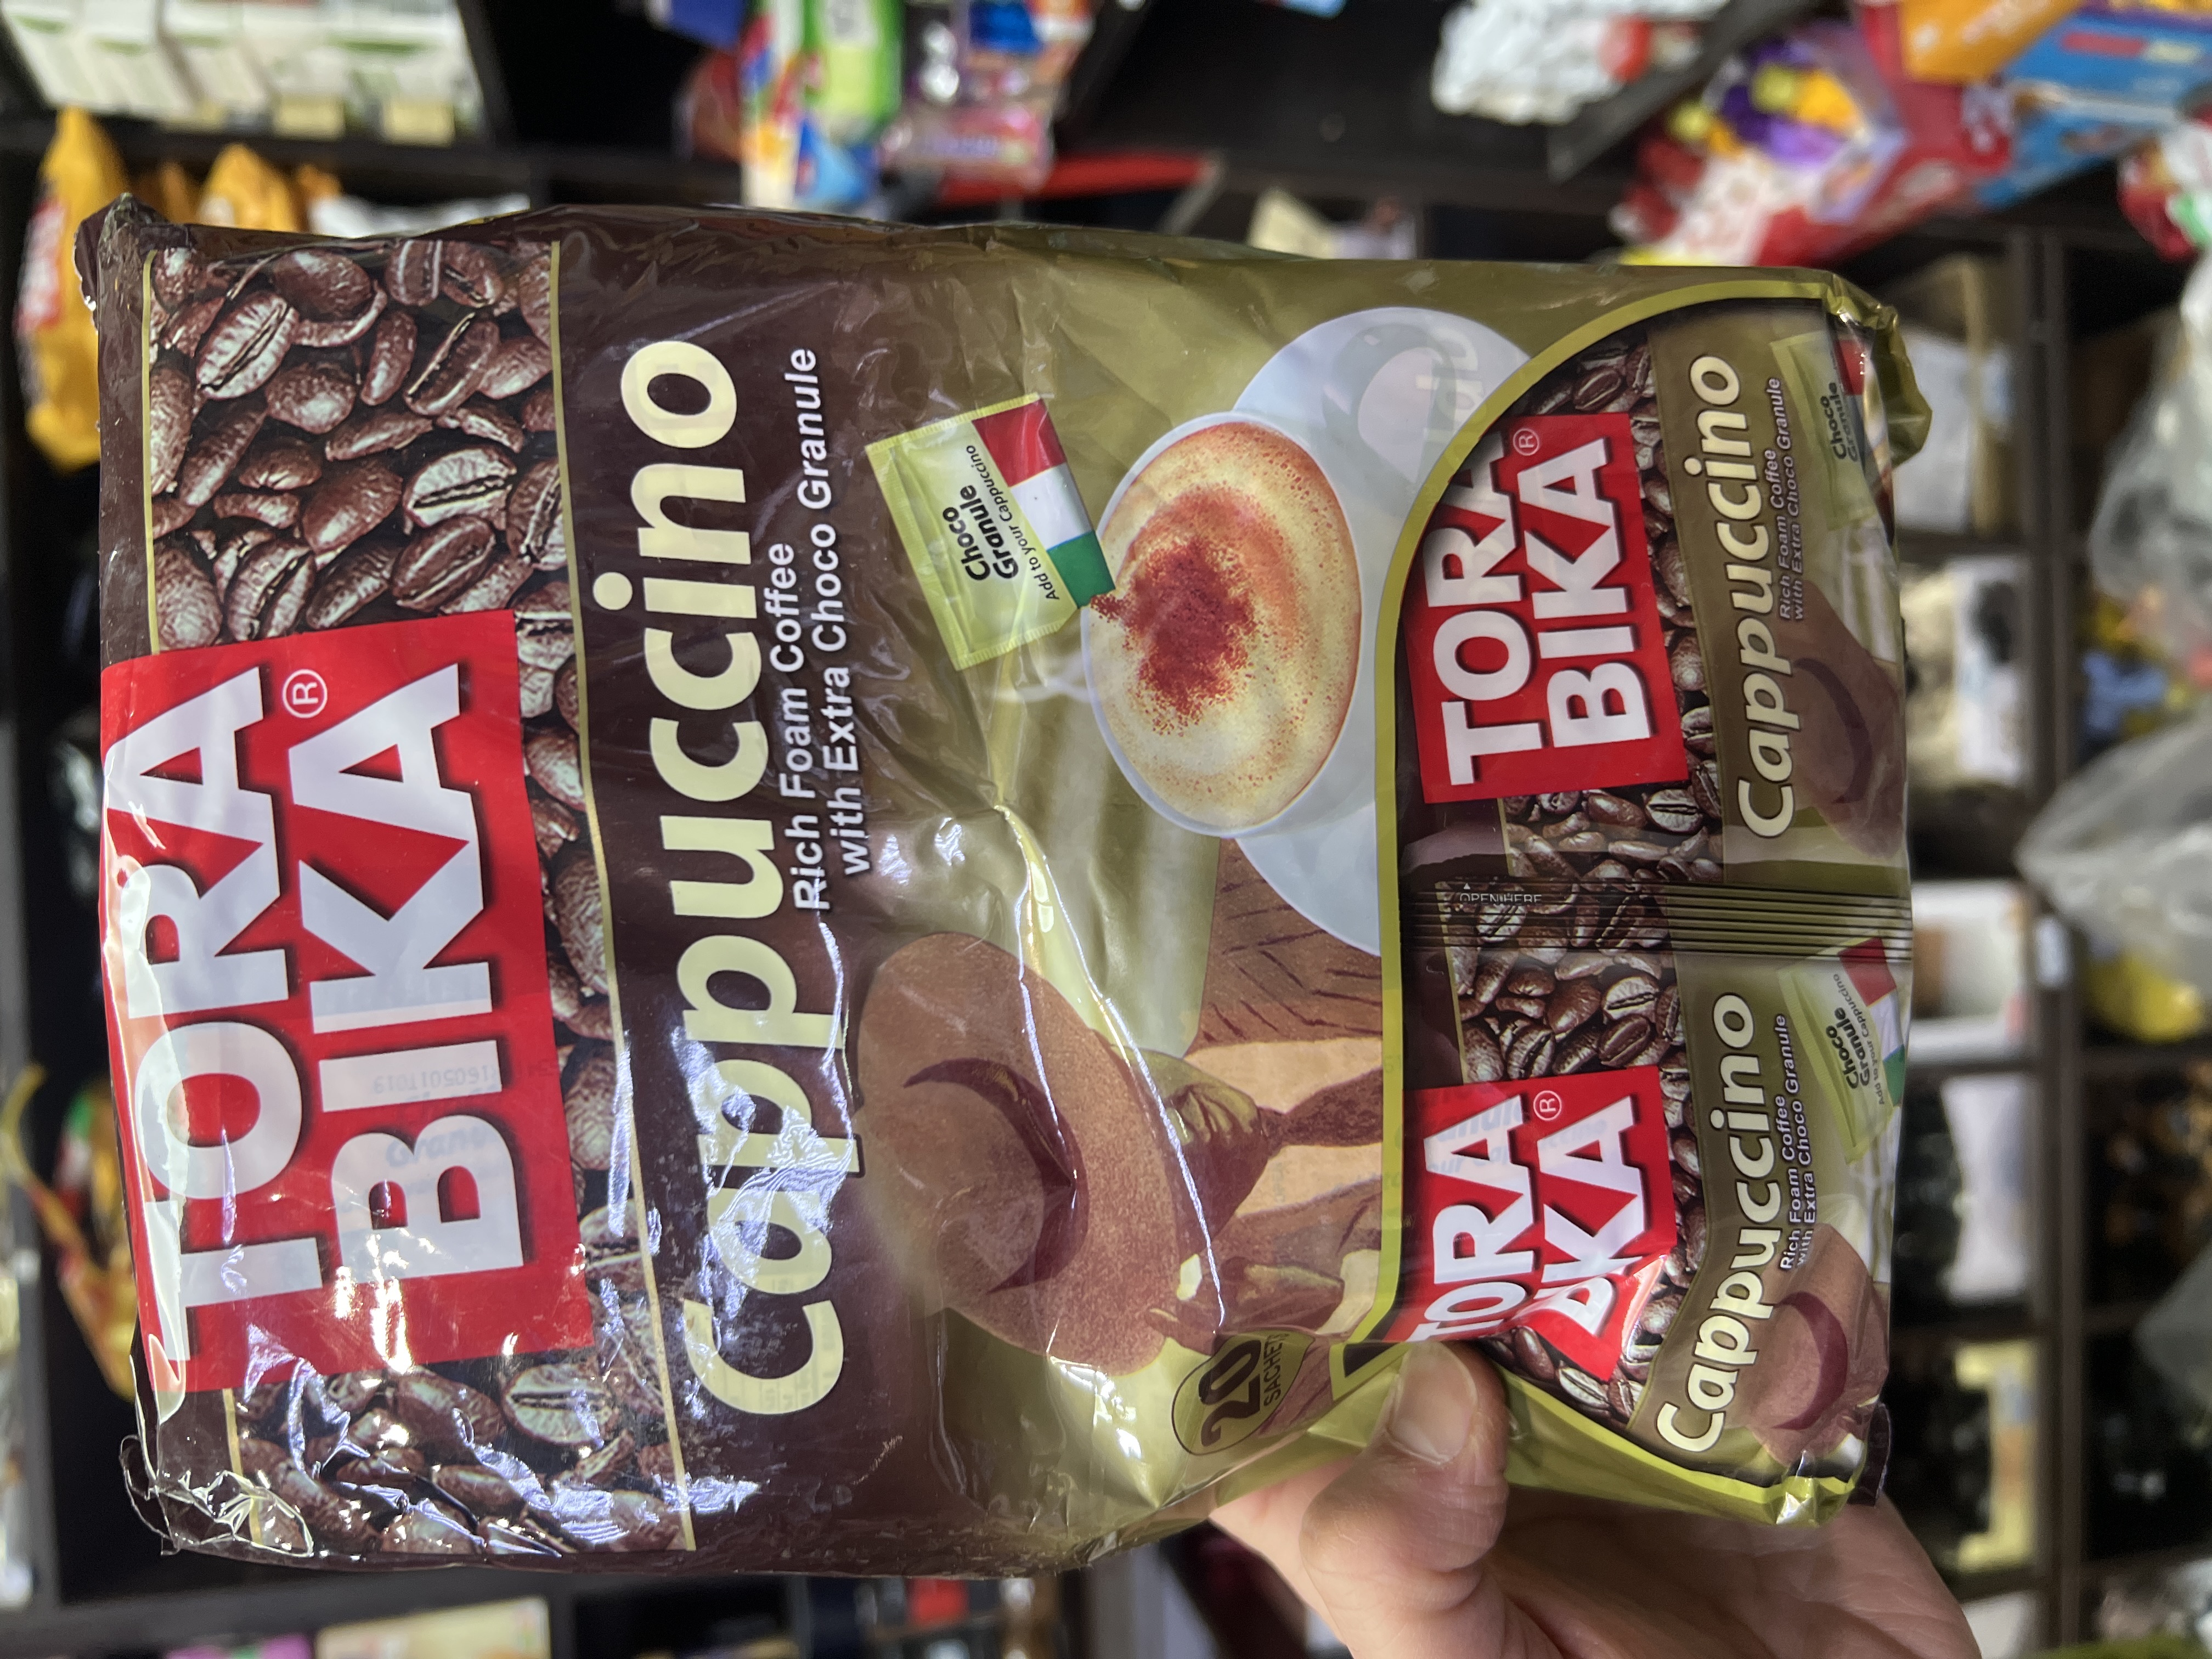 TORA
BIKA®
Cappuccino
Rich Foam Coffee
with Extra Choco Granule
Choco
Granule
Add to your Cappuccino
20
SACHETS
TORA
BIKA®
Cappuccino
Rich Foam Coffee
with Extra Choco Granule
Choco
Granule
Add to your Cappuccino
OPEN HERE
TORA
BIKA®
Cappuccino
Rich Foam Coffee
with Extra Choco Granule
Choco
Granule